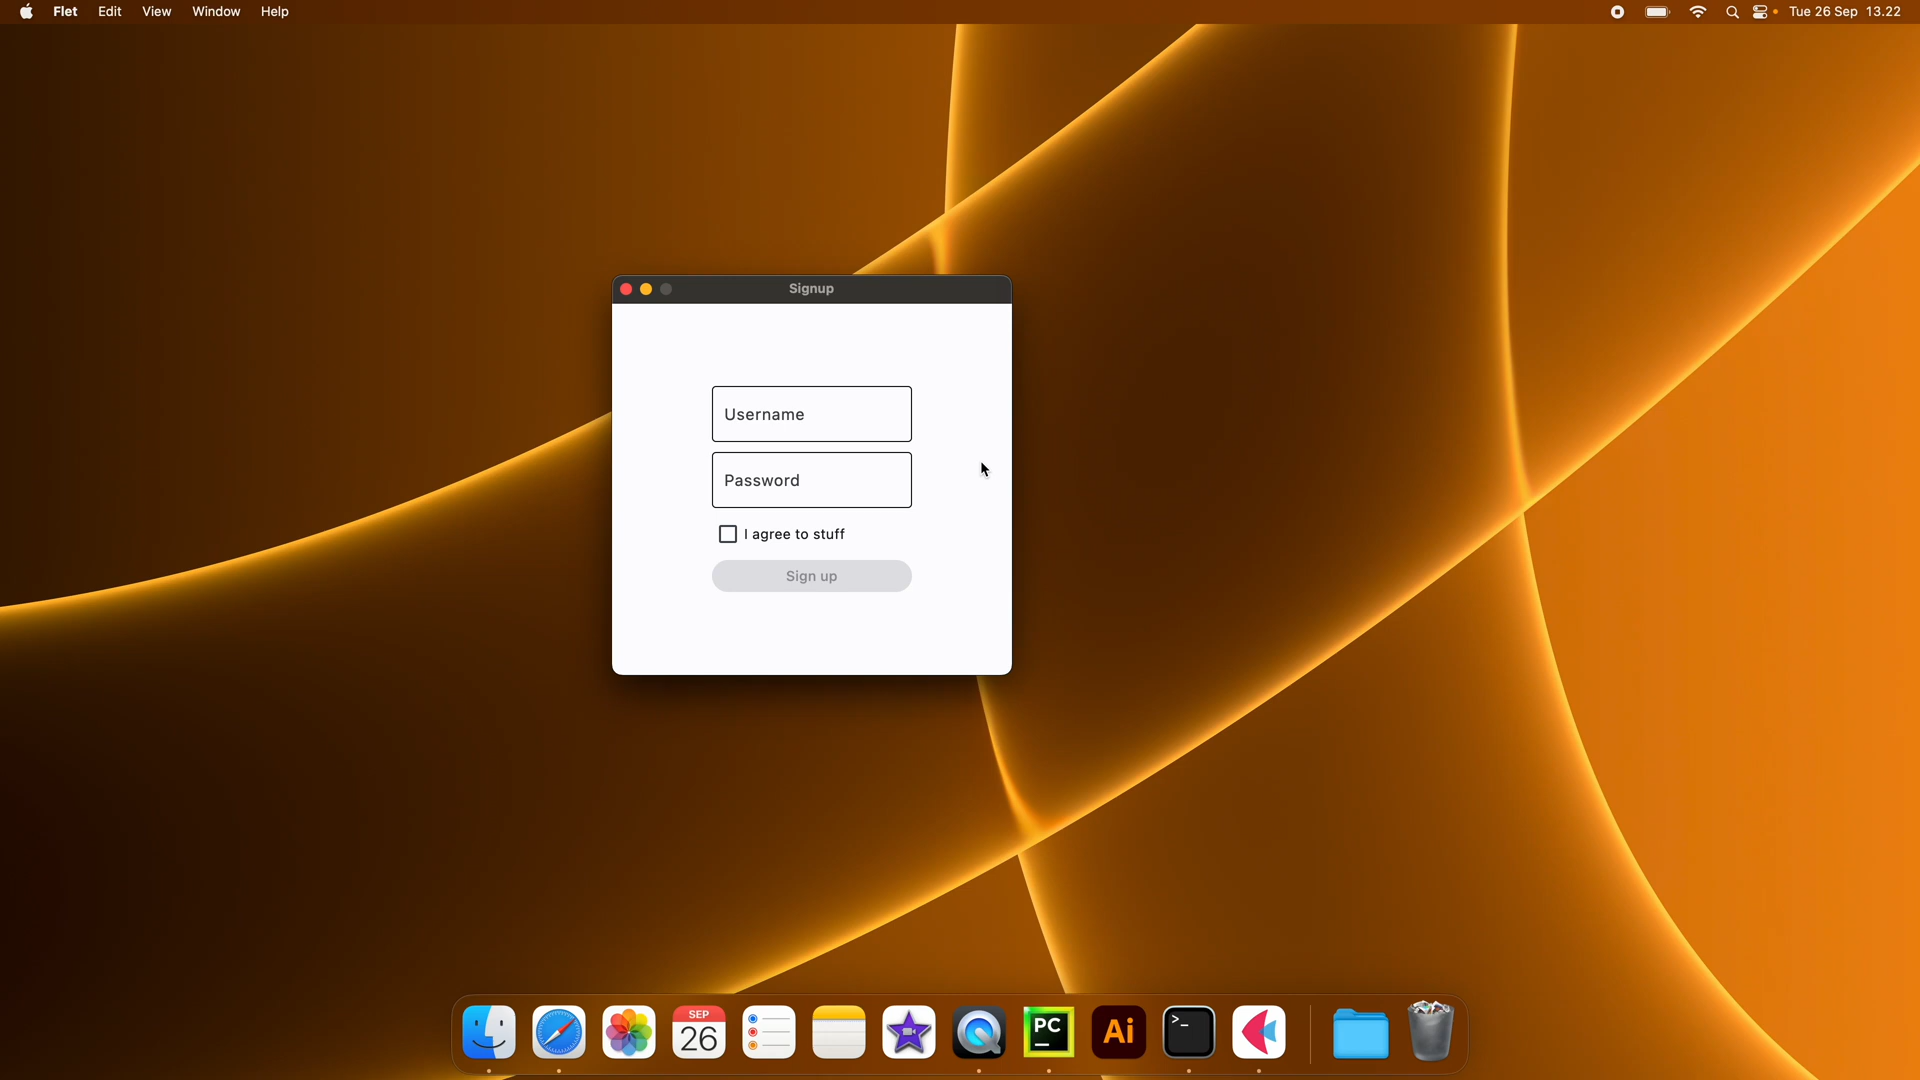 Flet Edit View Window Help Tue 26 Sep 13.22
Signup
Username
Password
I agree to stuff
Sign up
SEP
26
PC
Ai
>_